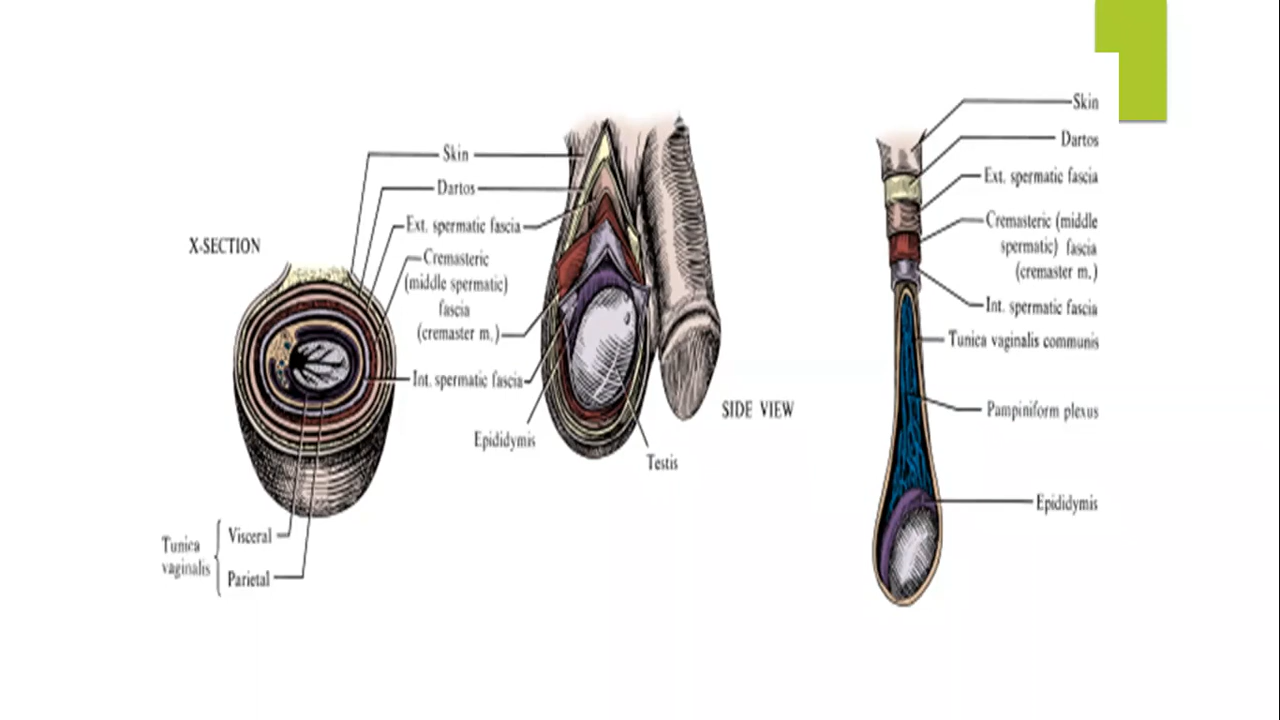 X-SECTION
Skin
Dartos
Ext. spermatic fascia
Cremasteric
(middle spermatic)
fascia
(cremaster m.)
Int. spermatic fascia
Epididymis
Testis
Tunica
vaginalis
Visceral
Parietal
SIDE VIEW
Skin
Dartos
Ext. spermatic fascia
Cremasteric (middle
spermatic) fascia
(cremaster m.)
Int. spermatic fascia
Tunica vaginalis communis
Pampiniform plexus
Epididymis